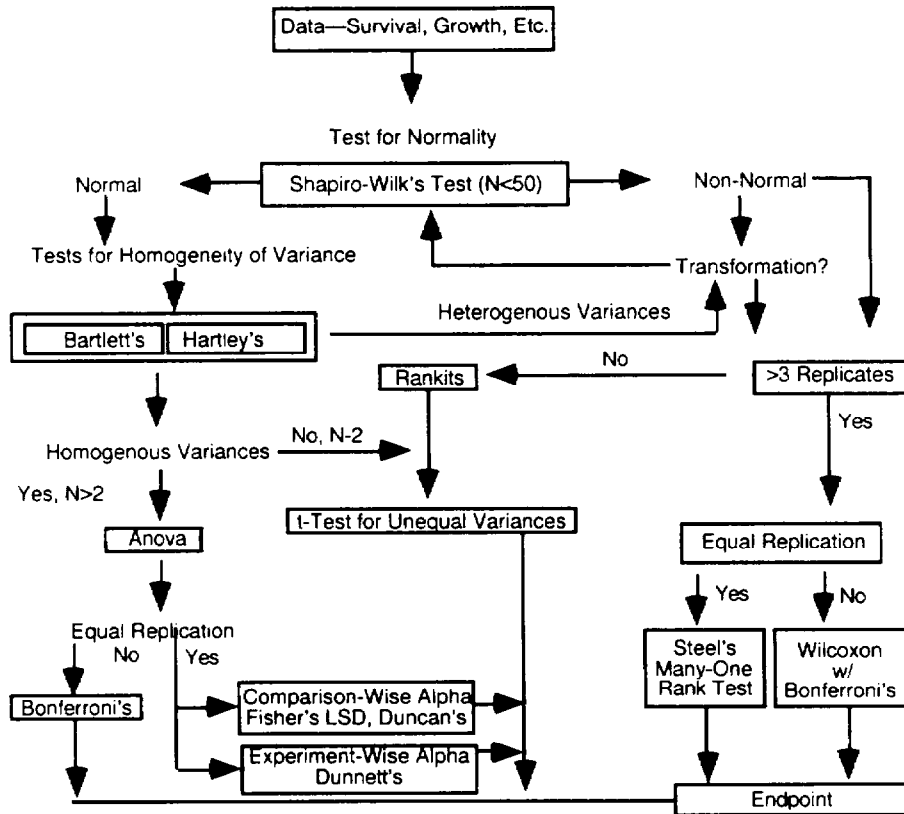 Data—Survival, Growth, Etc.
Test for Normality
Shapiro-Wilk's Test (N<50)
Normal
Non-Normal
Tests for Homogeneity of Variance
Transformation?
Heterogenous Variances
Bartlett's
Hartley's
No
Rankits
>3 Replicates
Yes
No, N-2
Homogenous Variances
Yes, N>2
t-Test for Unequal Variances
Anova
Equal Replication
Yes
No
Equal Replication
No
Yes
Steel's
Many-One
Rank Test
Wilcoxon
w/
Bonferroni's
Bonferroni's
Comparison-Wise Alpha
Fisher's LSD, Duncan's
Experiment-Wise Alpha
Dunnett's
Endpoint